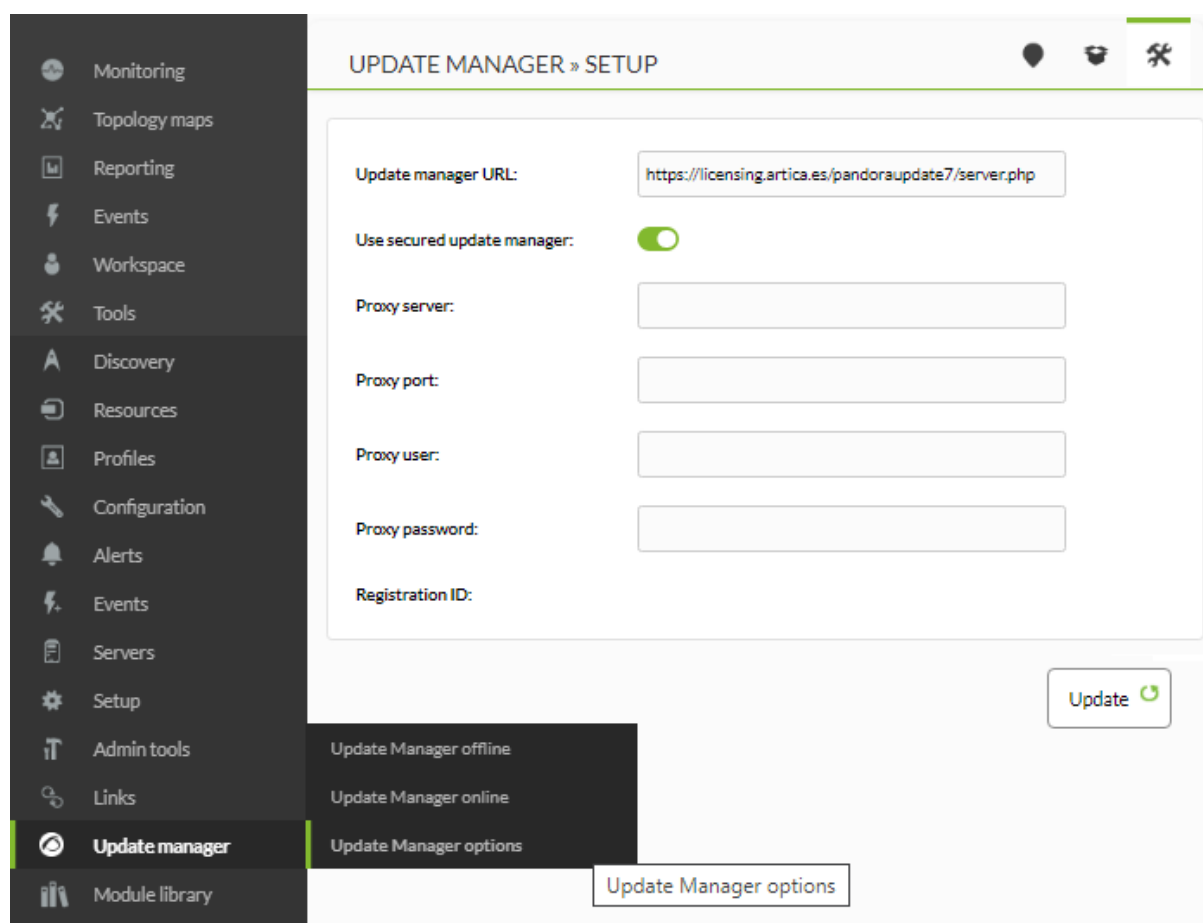 Monitoring
Topology maps
Reporting
Events
Workspace
Tools
Discovery
Resources
Profiles
Configuration
Alerts
Events
Servers
Setup
Admin tools
Links
Update manager
Module library
UPDATE MANAGER » SETUP
Update manager URL: https://licensing.artica.es/pandoraupdate7/server.php
Use secured update manager:
Proxy server:
Proxy port:
Proxy user:
Proxy password:
Registration ID:
Update
Update Manager offline
Update Manager online
Update Manager options
Update Manager options